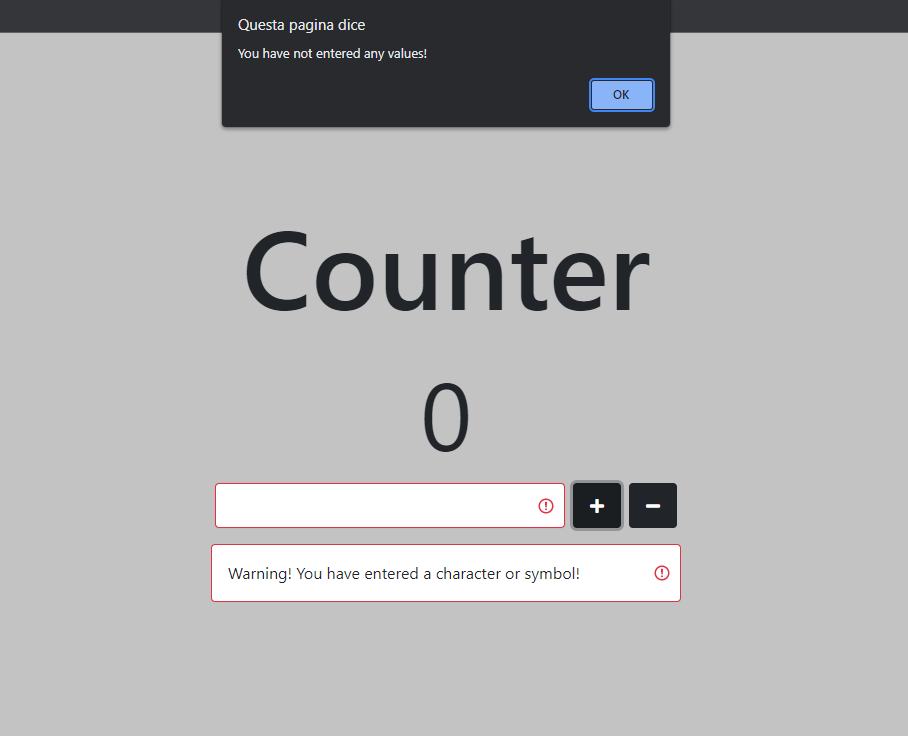 Questa pagina dice
You have not entered any values!
OK
Counter
0
+ −
Warning! You have entered a character or symbol!